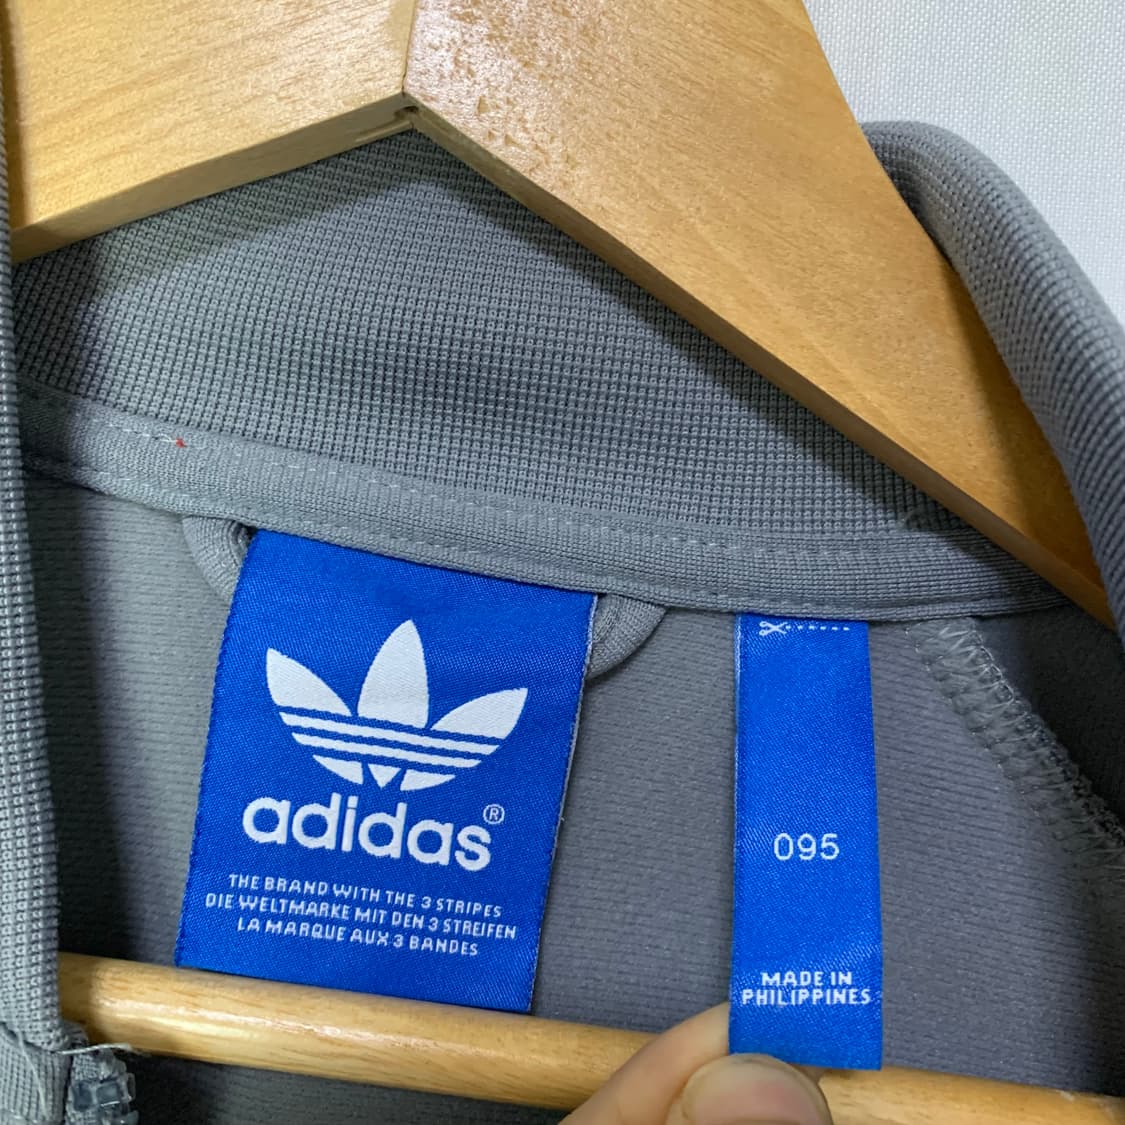 adidas®
THE BRAND WITH THE 3 STRIPES
DIE WELTMARKE MIT DEN 3 STREIFEN
LA MARQUE AUX 3 BANDES
095
MADE IN
PHILIPPINES